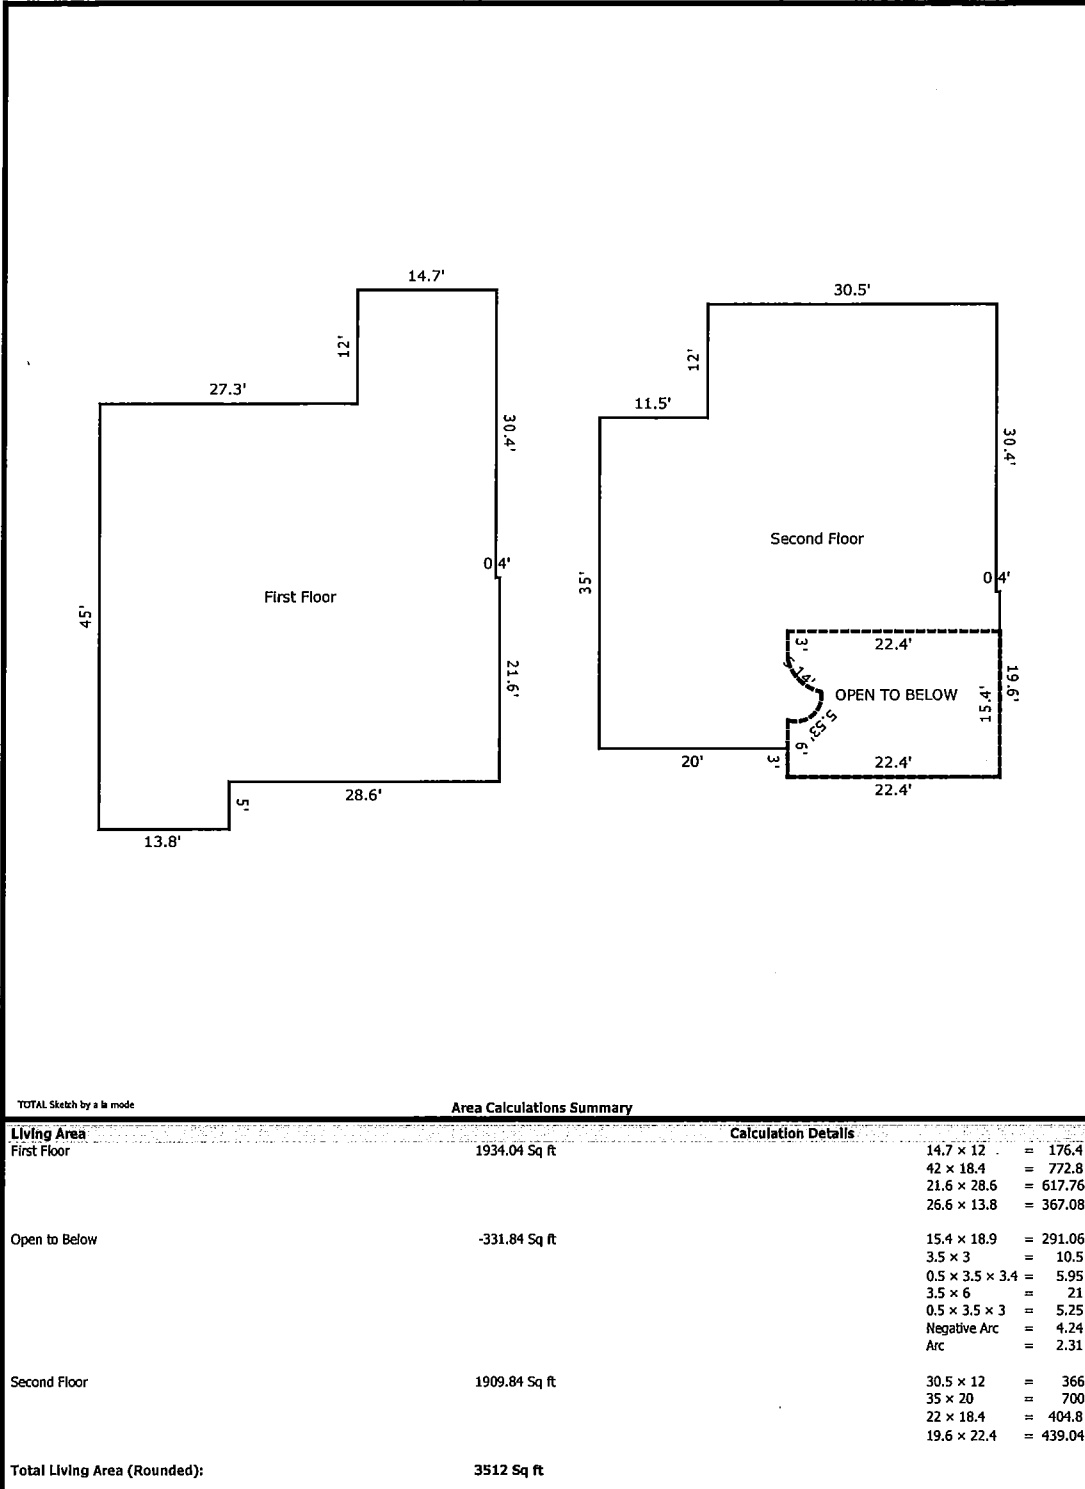 14.7'
30.5'
12'
12'
27.3'
11.5'
30.4'
30.4'
0.4'
Second Floor
0.4'
First Floor
35'
45'
3'
22.4'
5.14'
21.6'
19.6'
OPEN TO BELOW
15.4'
5.53'
6'
20'
3'
22.4'
22.4'
28.6'
5'
13.8'
TOTAL Sketch by a la mode
Area Calculations Summary
Living Area Calculation Details
First Floor 1934.04 Sq ft 14.7 × 12 = 176.4
42 × 18.4 = 772.8
21.6 × 28.6 = 617.76
26.6 × 13.8 = 367.08
Open to Below -331.84 Sq ft 15.4 × 18.9 = 291.06
3.5 × 3 = 10.5
0.5 × 3.5 × 3.4 = 5.95
3.5 × 6 = 21
0.5 × 3.5 × 3 = 5.25
Negative Arc = 4.24
Arc = 2.31
Second Floor 1909.84 Sq ft 30.5 × 12 = 366
35 × 20 = 700
22 × 18.4 = 404.8
19.6 × 22.4 = 439.04
Total Living Area (Rounded): 3512 Sq ft